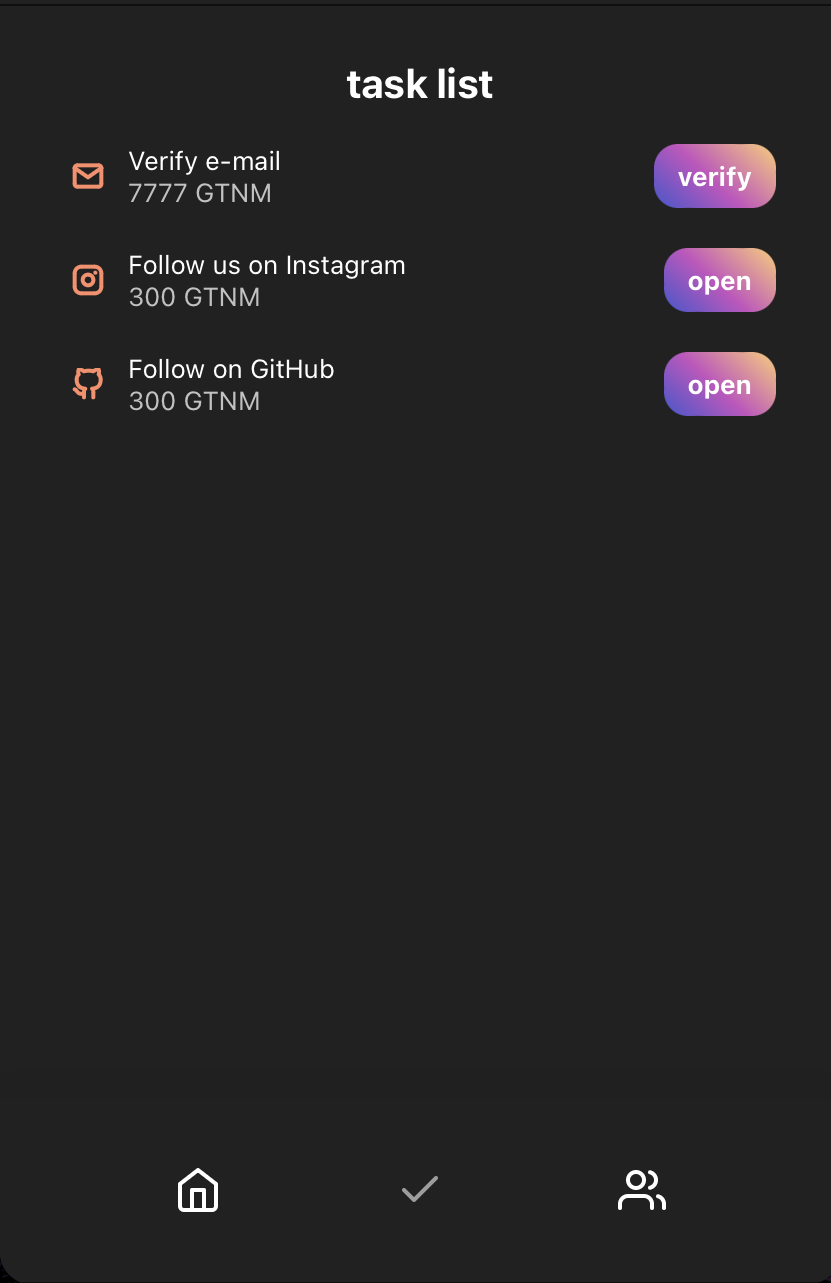 task list
Verify e-mail
7777 GTNM
verify
Follow us on Instagram
300 GTNM
open
Follow on GitHub
300 GTNM
open